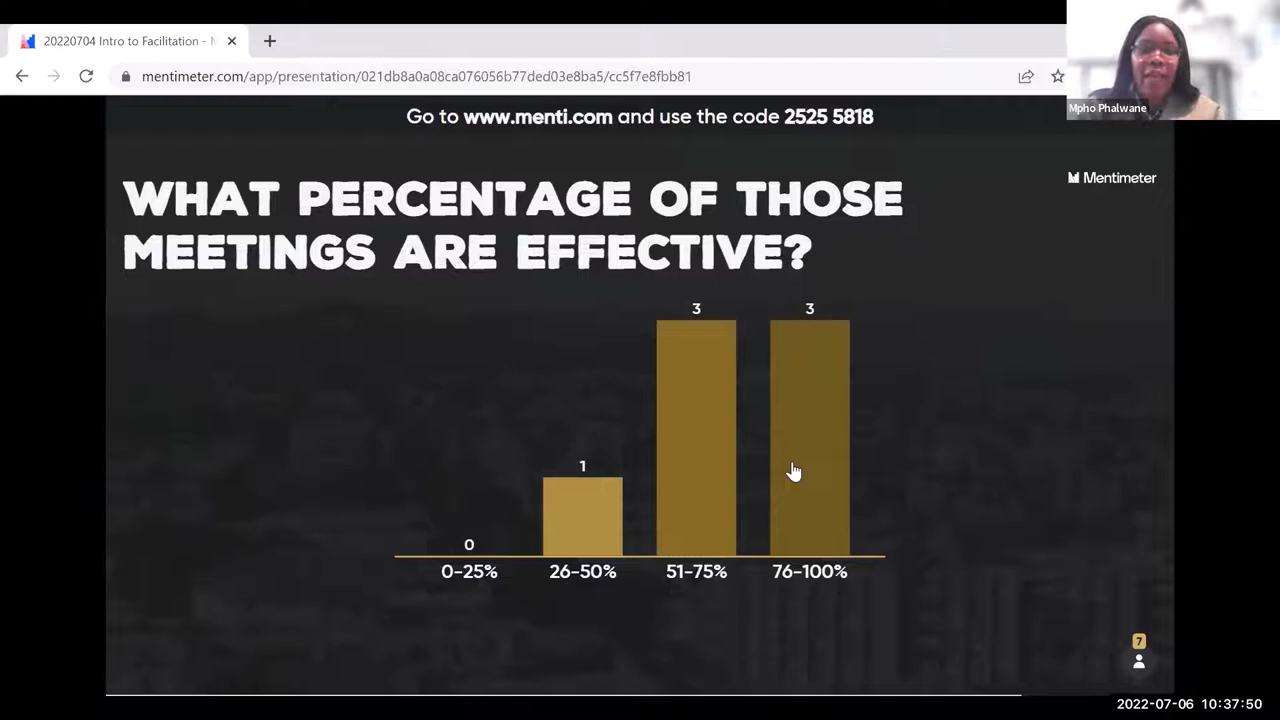 20220704 Intro to Facilitation -
mentimeter.com/app/presentation/021db8a0a08ca076056b77ded03e8ba5/cc5f7e8fbb81
Mpho Phalwane
Go to www.menti.com and use the code 2525 5818
Mentimeter
WHAT PERCENTAGE OF THOSE
MEETINGS ARE EFFECTIVE?
0 1 3 3
0-25% 26-50% 51-75% 76-100%
7
2022-07-06 10:37:50